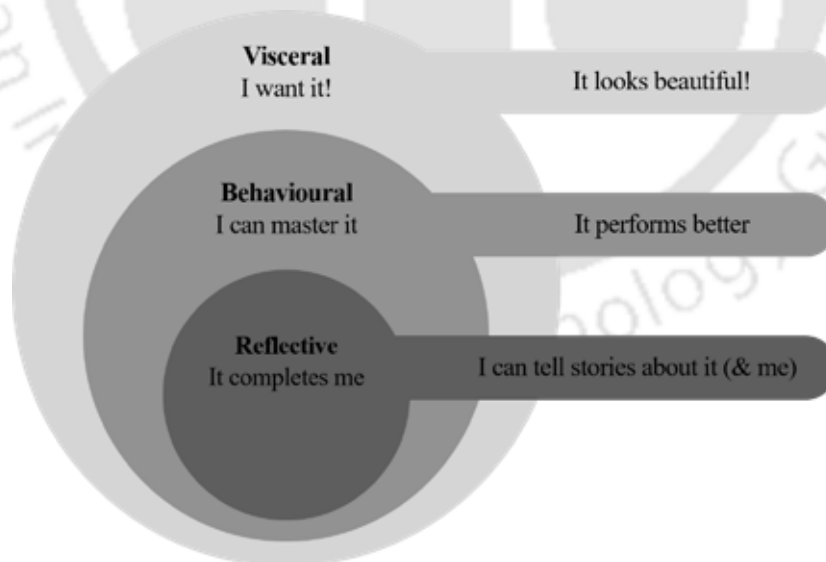 Visceral
I want it!
It looks beautiful!
Behavioural
I can master it
It performs better
Reflective
It completes me
I can tell stories about it (& me)